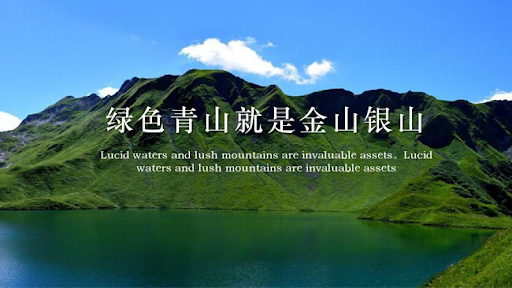 绿色青山就是金山银山
Lucid waters and lush mountains are invaluable assets。Lucid
waters and lush mountains are invaluable assets